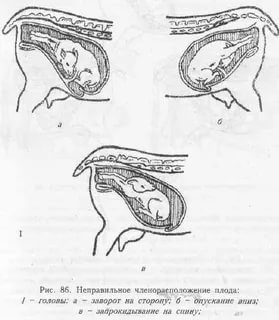 а
б
I
в
Рис. 86. Неправильное членорасположение плода:
I – головы: а – заворот на сторону; б – опускание вниз;
в – запрокидывание на спину;